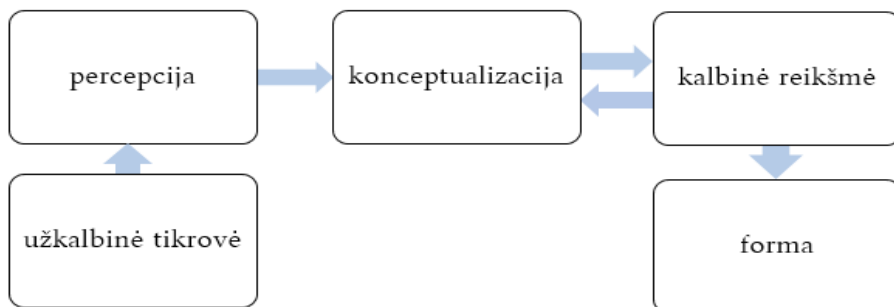 percepcija
konceptualizacija
kalbinė reikšmė
užkalbinė tikrovė
forma